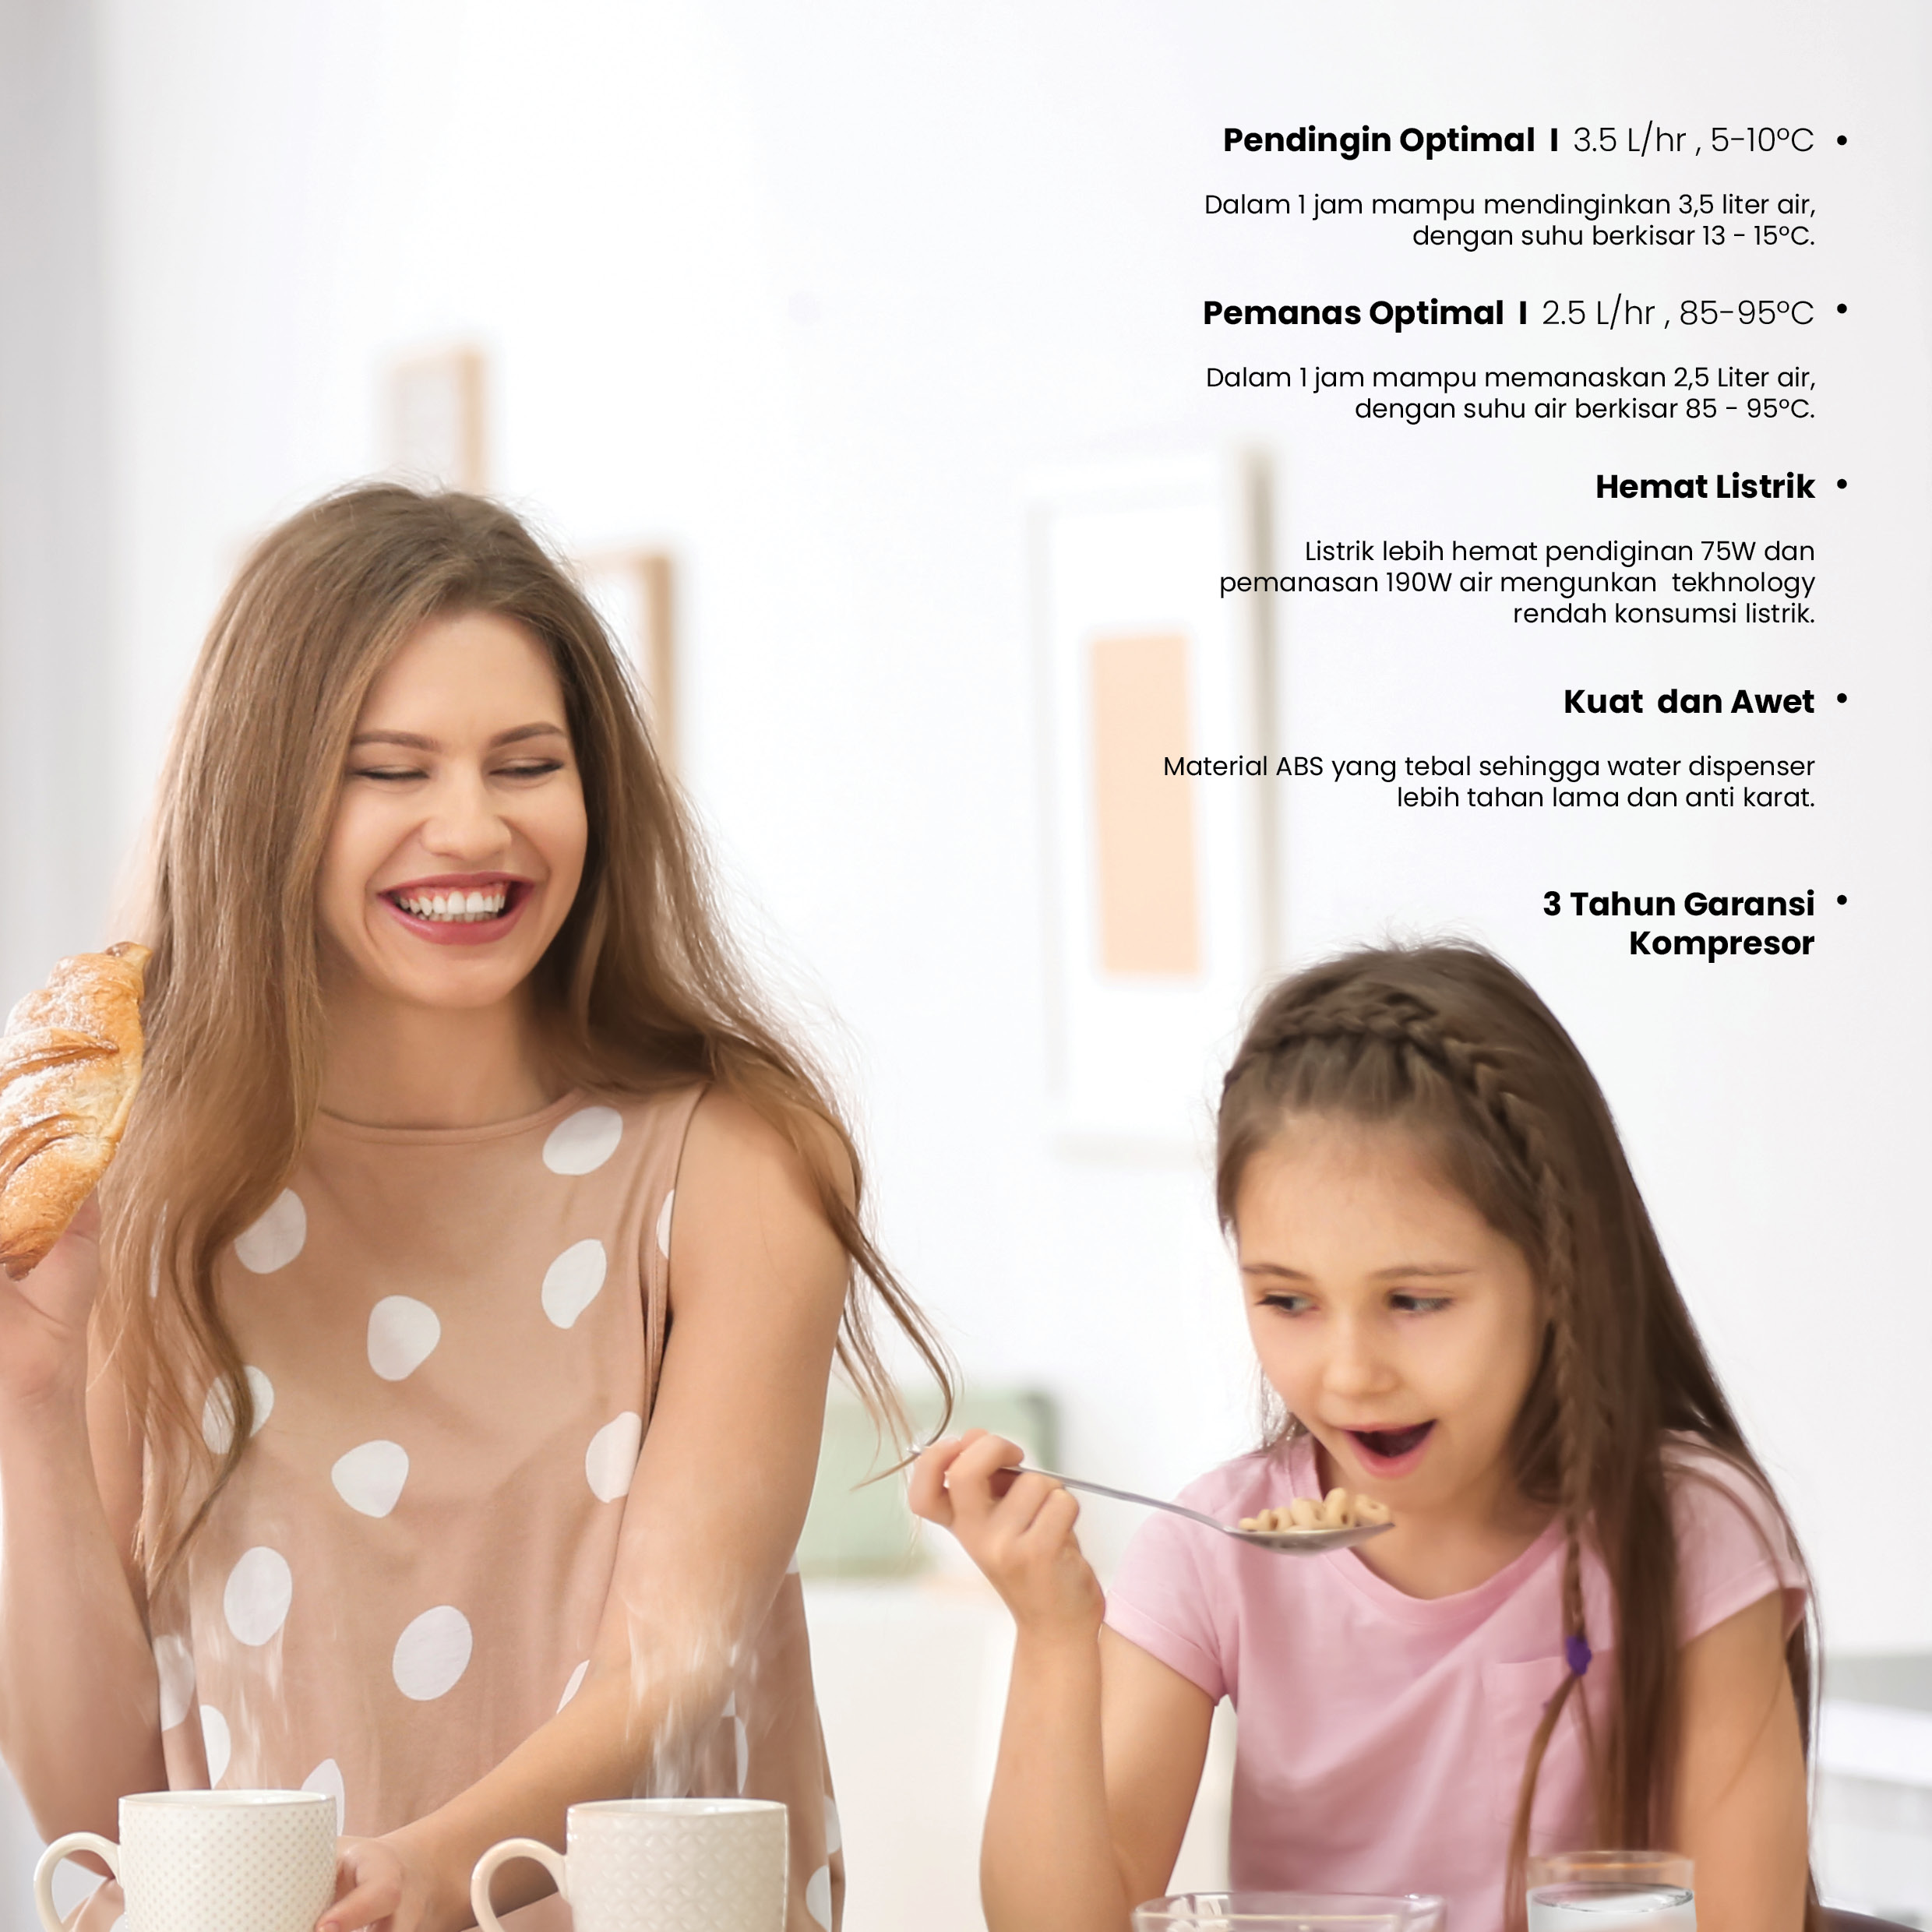 Pendingin Optimal I 3.5 L/hr , 5-10°C •
Dalam 1 jam mampu mendinginkan 3,5 liter air,
dengan suhu berkisar 13 - 15°C.
Pemanas Optimal I 2.5 L/hr , 85-95°C •
Dalam 1 jam mampu memanaskan 2,5 Liter air,
dengan suhu air berkisar 85 - 95°C.
Hemat Listrik •
Listrik lebih hemat pendiginan 75W dan
pemanasan 190W air mengunkan tekhnology
rendah konsumsi listrik.
Kuat dan Awet •
Material ABS yang tebal sehingga water dispenser
lebih tahan lama dan anti karat.
3 Tahun Garansi •
Kompresor